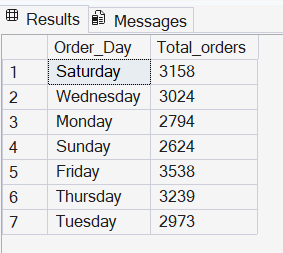 Results Messages
Order_Day Total_orders
1 Saturday 3158
2 Wednesday 3024
3 Monday 2794
4 Sunday 2624
5 Friday 3538
6 Thursday 3239
7 Tuesday 2973